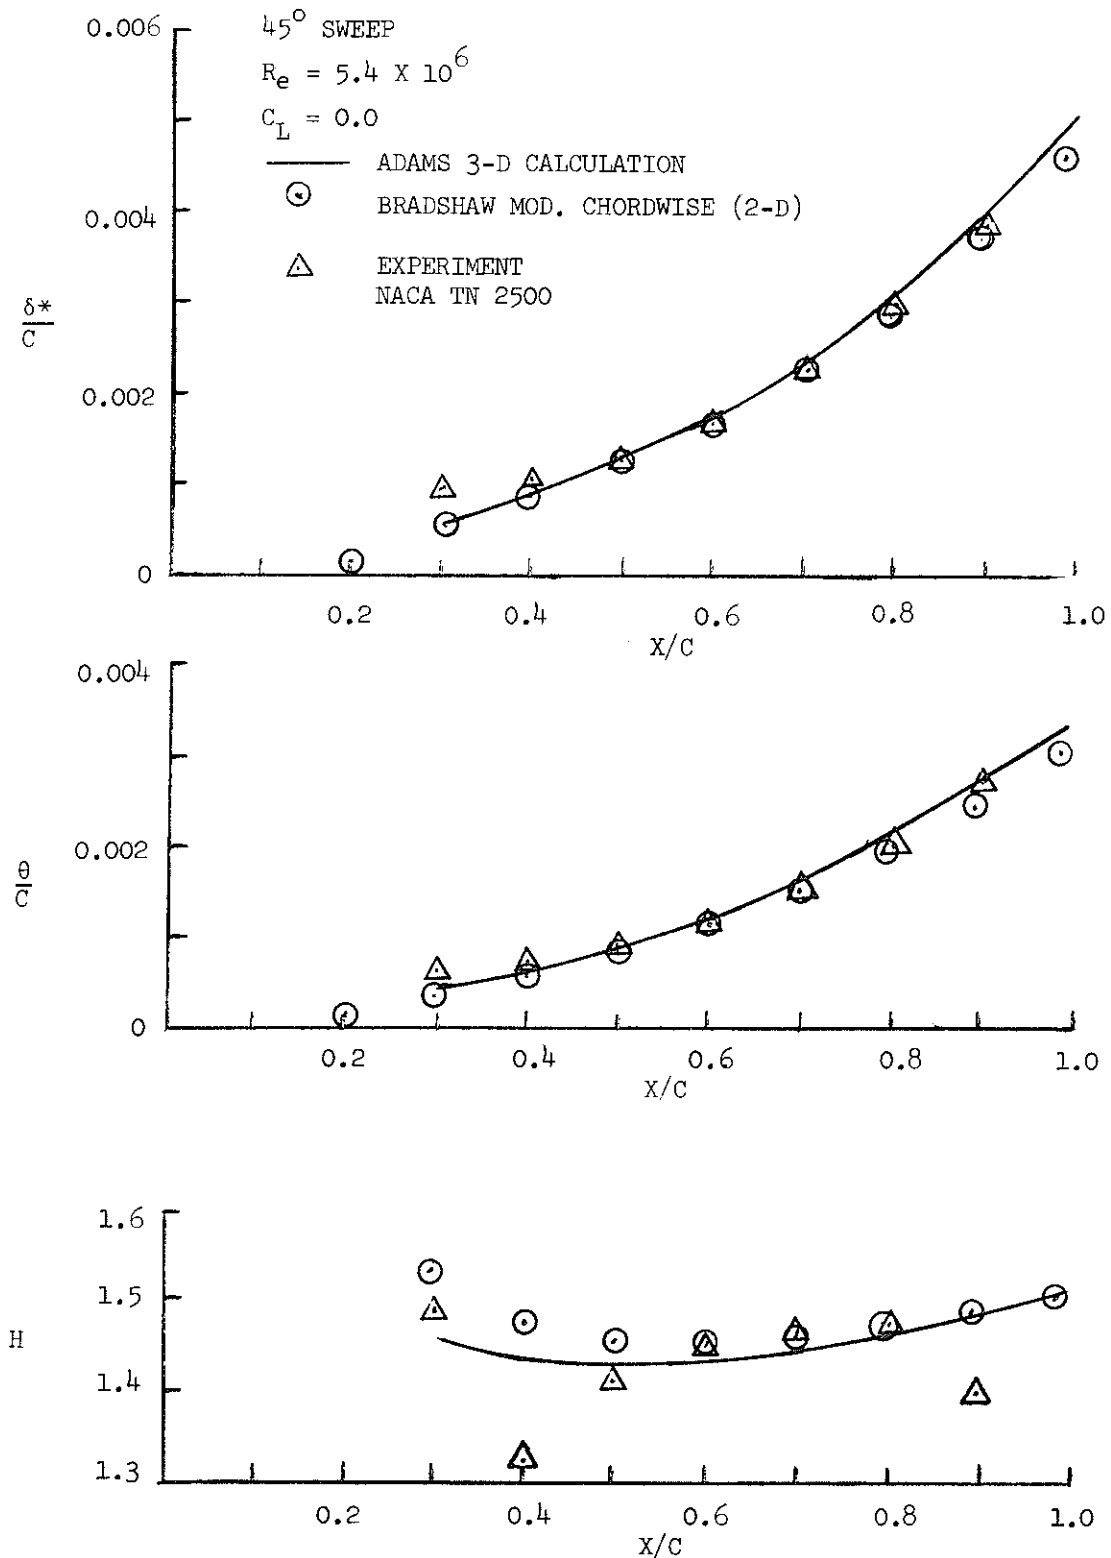 45° SWEEP
Re = 5.4 X 10^6
C_L = 0.0
ADAMS 3-D CALCULATION
BRADSHAW MOD. CHORDWISE (2-D)
EXPERIMENT
NACA TN 2500
0.006
0.004
δ*
C
0.002
0
0.2 0.4 0.6 0.8 1.0
X/C
0.004
0.002
θ
C
0
0.2 0.4 0.6 0.8 1.0
X/C
1.6
1.5
H
1.4
1.3
0.2 0.4 0.6 0.8 1.0
X/C